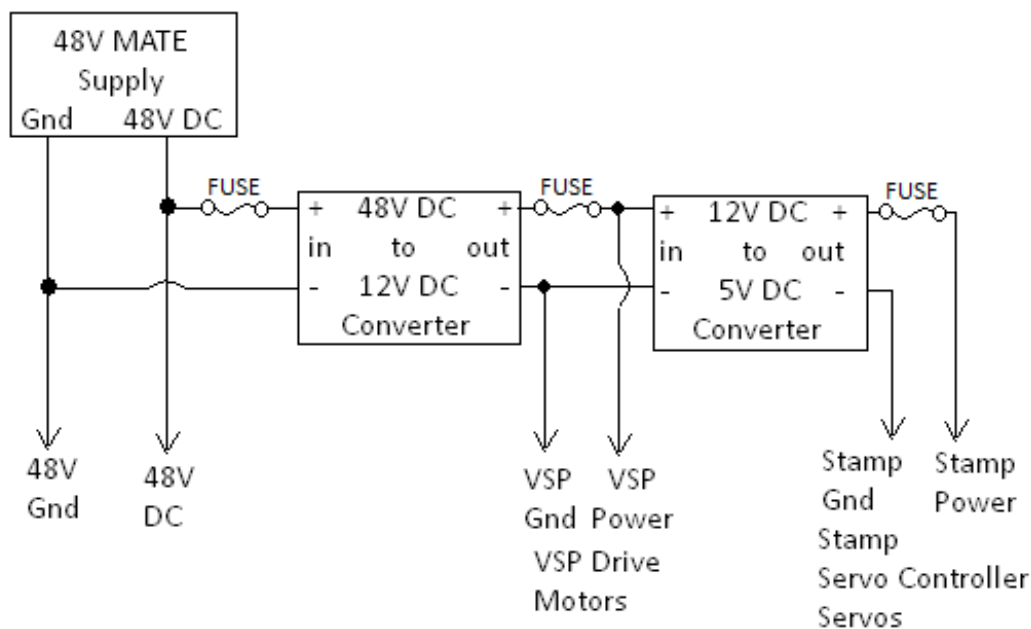 48V MATE
Supply
Gnd 48V DC
FUSE
FUSE
FUSE
+ 48V DC +
in to out
- 12V DC -
Converter
+ 12V DC +
in to out
- 5V DC -
Converter
48V
Gnd
48V
DC
VSP VSP
Gnd Power
VSP Drive
Motors
Stamp
Gnd
Stamp
Servo Controller
Servos
Stamp
Power